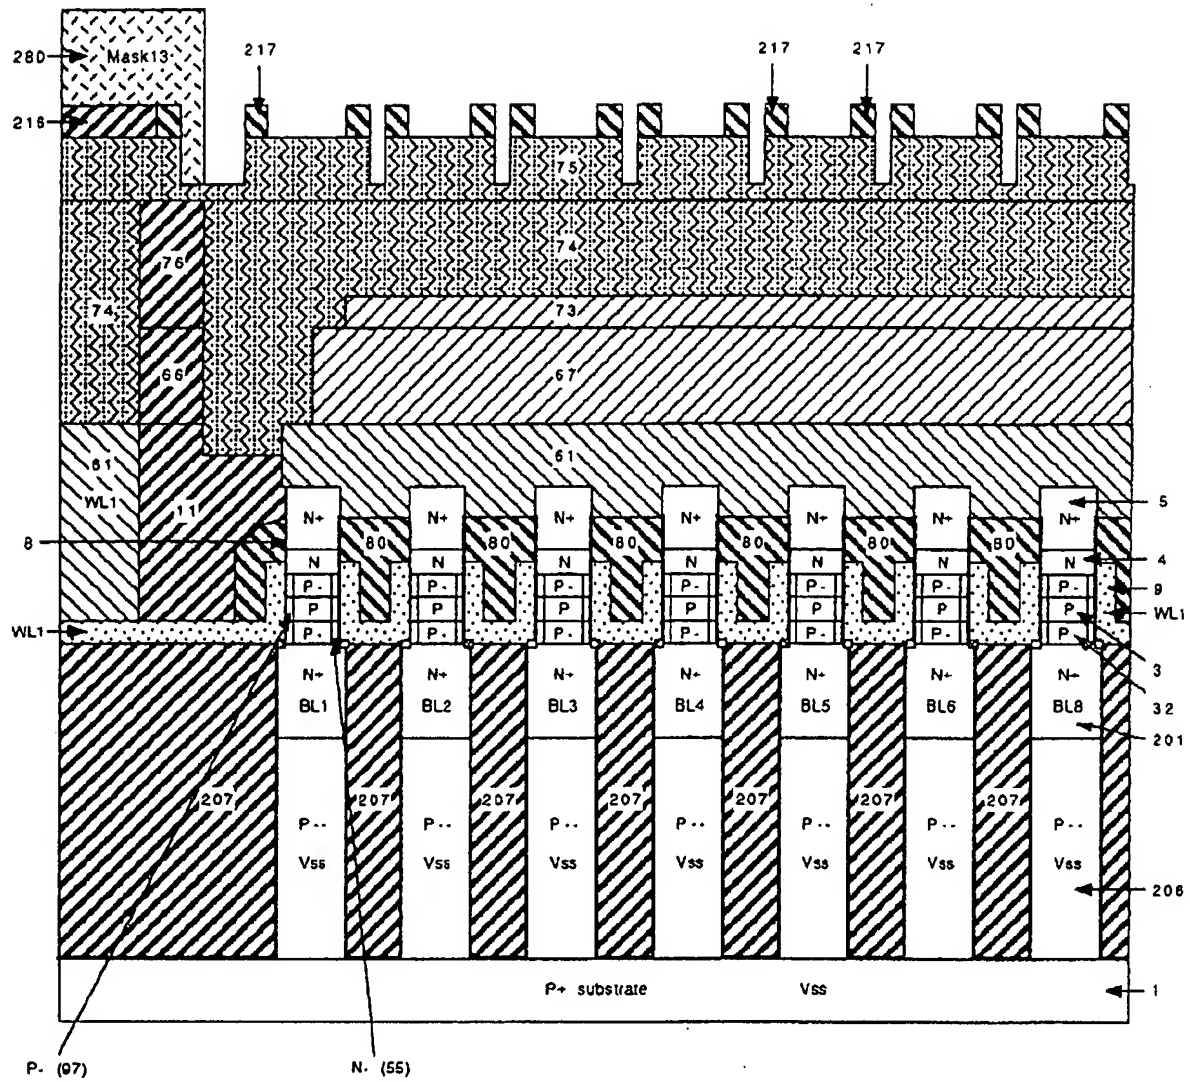 217 217
280 Mask13
216
75
76 74
74 73
66 67
61 61
WL1
11 N+ N+ N+ N+ N+ N+ N+ 5
8 80 80 80 80 80 80
N N N N N N N 4
P- P- P- P- P- P- P- 9
P P P P P P P WL1
WL1 P- P- P- P- P- P- P-
3
N+ N+ N+ N+ N+ N+ N+
BL1 BL2 BL3 BL4 BL5 BL6 BL8 32
201
207 207 207 207 207 207 207
P-- P-- P-- P-- P-- P-- P--
Vss Vss Vss Vss Vss Vss Vss
206
P+ substrate Vss 1
P- (97) N- (55)